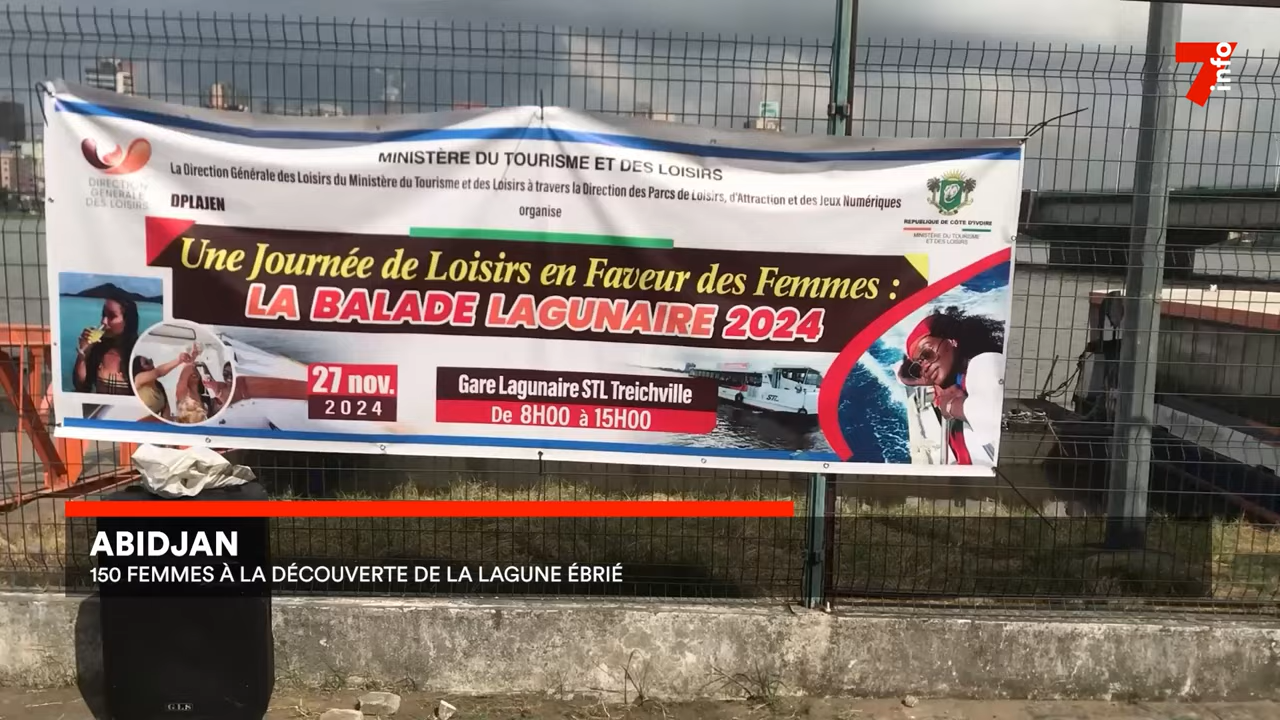 7info
MINISTÈRE DU TOURISME ET DES LOISIRS
La Direction Générale des Loisirs du Ministère du Tourisme et des Loisirs à travers la Direction des Parcs de Loisirs, d'Attraction et des Jeux Numériques
DIRECTION
GÉNÉRALE
DES LOISIRS
DPLAJEN
organise
REPUBLIQUE DE CÔTE D'IVOIRE
MINISTÈRE DU TOURISME
ET DES LOISIRS
Une Journée de Loisirs en Faveur des Femmes :
LA BALADE LAGUNAIRE 2024
27 nov.
2024
Gare Lagunaire STL Treichville
De 8H00 à 15H00
STL
ABIDJAN
150 FEMMES À LA DÉCOUVERTE DE LA LAGUNE ÉBRIÉ
GLS